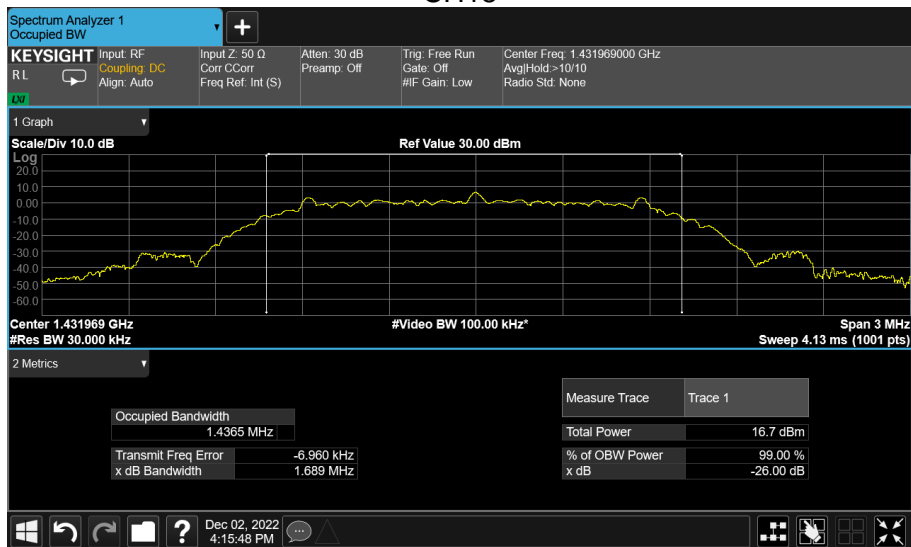 Spectrum Analyzer 1
Occupied BW
+
KEYSIGHT Input: RF Input Z: 50 Ω Atten: 30 dB Trig: Free Run Center Freq: 1.431969000 GHz
RL Coupling: DC Corr CCorr Preamp: Off Gate: Off Avg|Hold:>10/10
Align: Auto Freq Ref: Int (S) #IF Gain: Low Radio Std: None
LXI
1 Graph
Scale/Div 10.0 dB Ref Value 30.00 dBm
Log
20.0
10.0
0.00
-10.0
-20.0
-30.0
-40.0
-50.0
-60.0
Center 1.431969 GHz #Video BW 100.00 kHz* Span 3 MHz
#Res BW 30.000 kHz Sweep 4.13 ms (1001 pts)
2 Metrics
Measure Trace Trace 1
Occupied Bandwidth
1.4365 MHz Total Power 16.7 dBm
Transmit Freq Error -6.960 kHz % of OBW Power 99.00 %
x dB Bandwidth 1.689 MHz x dB -26.00 dB
? Dec 02, 2022
4:15:48 PM